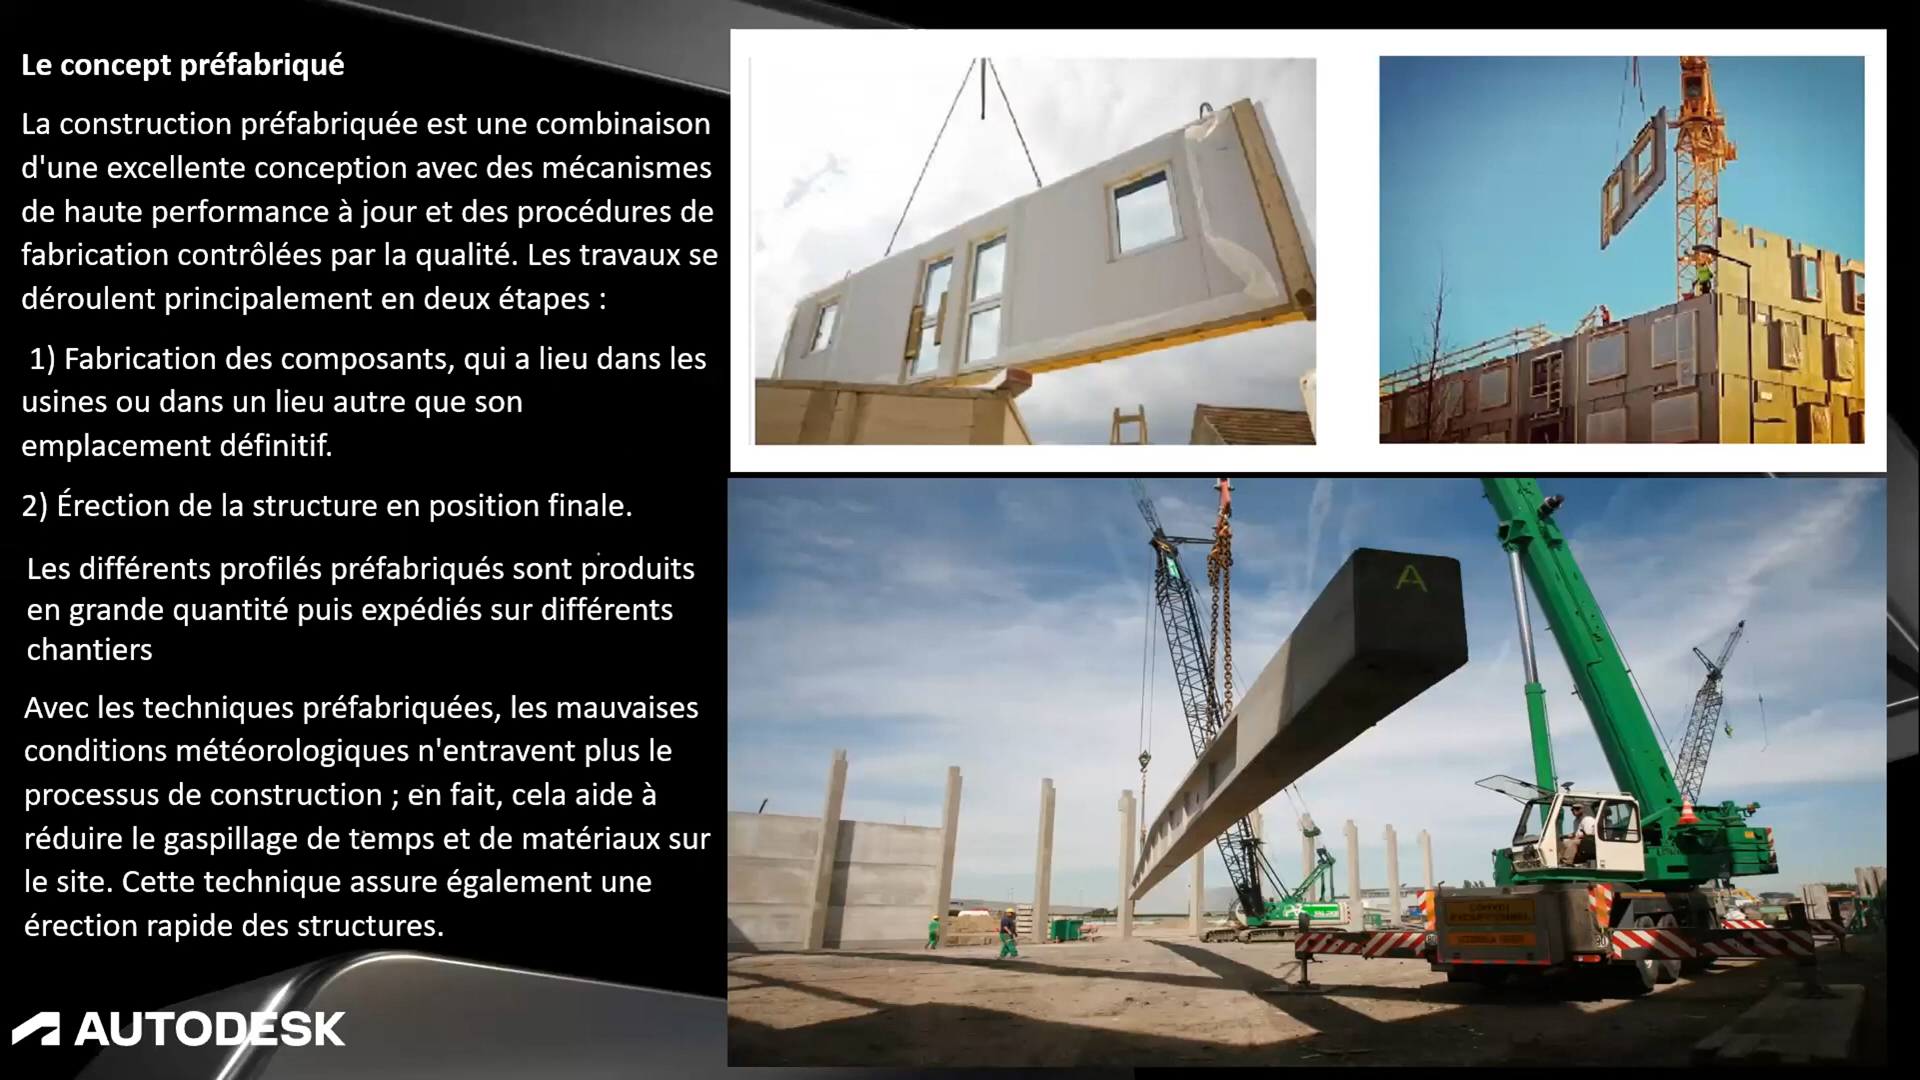 Le concept préfabriqué
La construction préfabriquée est une combinaison
d'une excellente conception avec des mécanismes
de haute performance à jour et des procédures de
fabrication contrôlées par la qualité. Les travaux se
déroulent principalement en deux étapes :
1) Fabrication des composants, qui a lieu dans les
usines ou dans un lieu autre que son
emplacement définitif.
2) Érection de la structure en position finale.
Les différents profilés préfabriqués sont produits
en grande quantité puis expédiés sur différents
chantiers
Avec les techniques préfabriquées, les mauvaises
conditions météorologiques n'entravent plus le
processus de construction ; en fait, cela aide à
réduire le gaspillage de temps et de matériaux sur
le site. Cette technique assure également une
érection rapide des structures.
AUTODESK
A
CONVOI
EXCEPTIONNEL